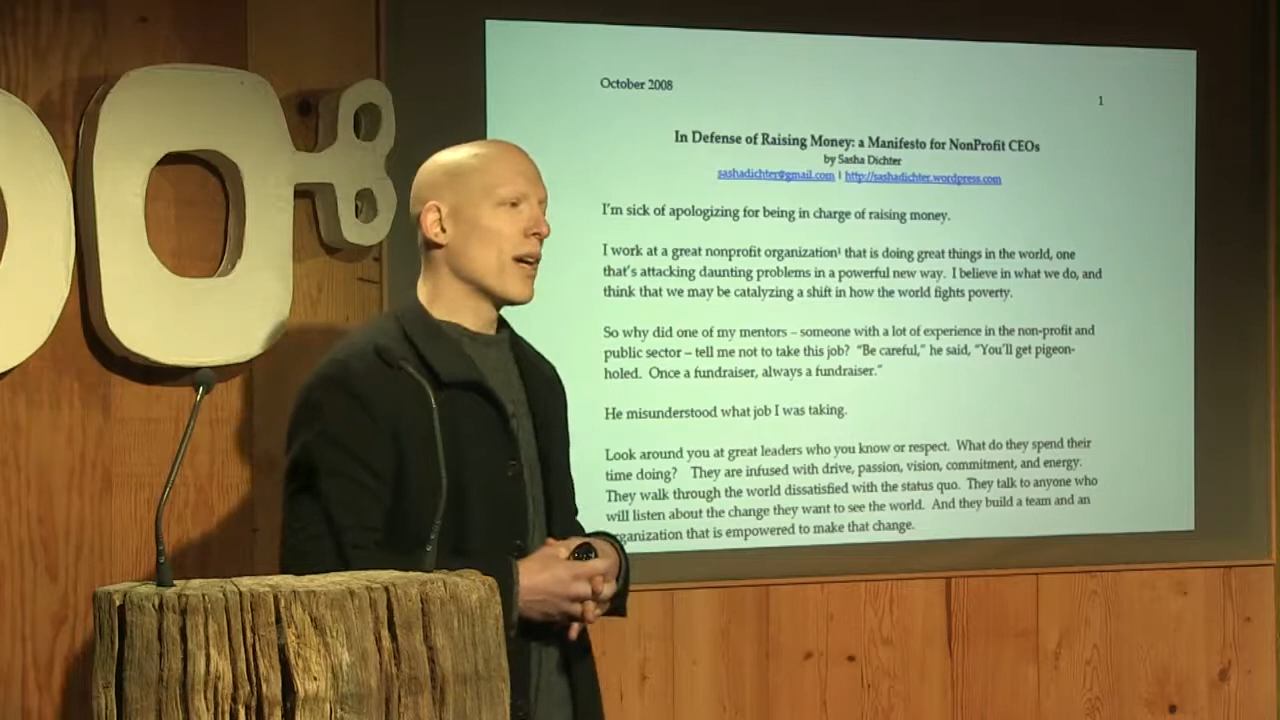 October 2008
1
In Defense of Raising Money: a Manifesto for NonProfit CEOs
by Sasha Dichter
sashadichter@gmail.com | http://sashadichter.wordpress.com
I'm sick of apologizing for being in charge of raising money.
I work at a great nonprofit organization¹ that is doing great things in the world, one
that's attacking daunting problems in a powerful new way. I believe in what we do, and
think that we may be catalyzing a shift in how the world fights poverty.
So why did one of my mentors – someone with a lot of experience in the non-profit and
public sector – tell me not to take this job? "Be careful," he said, "You'll get pigeon-
holed. Once a fundraiser, always a fundraiser."
He misunderstood what job I was taking.
Look around you at great leaders who you know or respect. What do they spend their
time doing? They are infused with drive, passion, vision, commitment, and energy.
They walk through the world dissatisfied with the status quo. They talk to anyone who
will listen about the change they want to see the world. And they build a team and an
organization that is empowered to make that change.